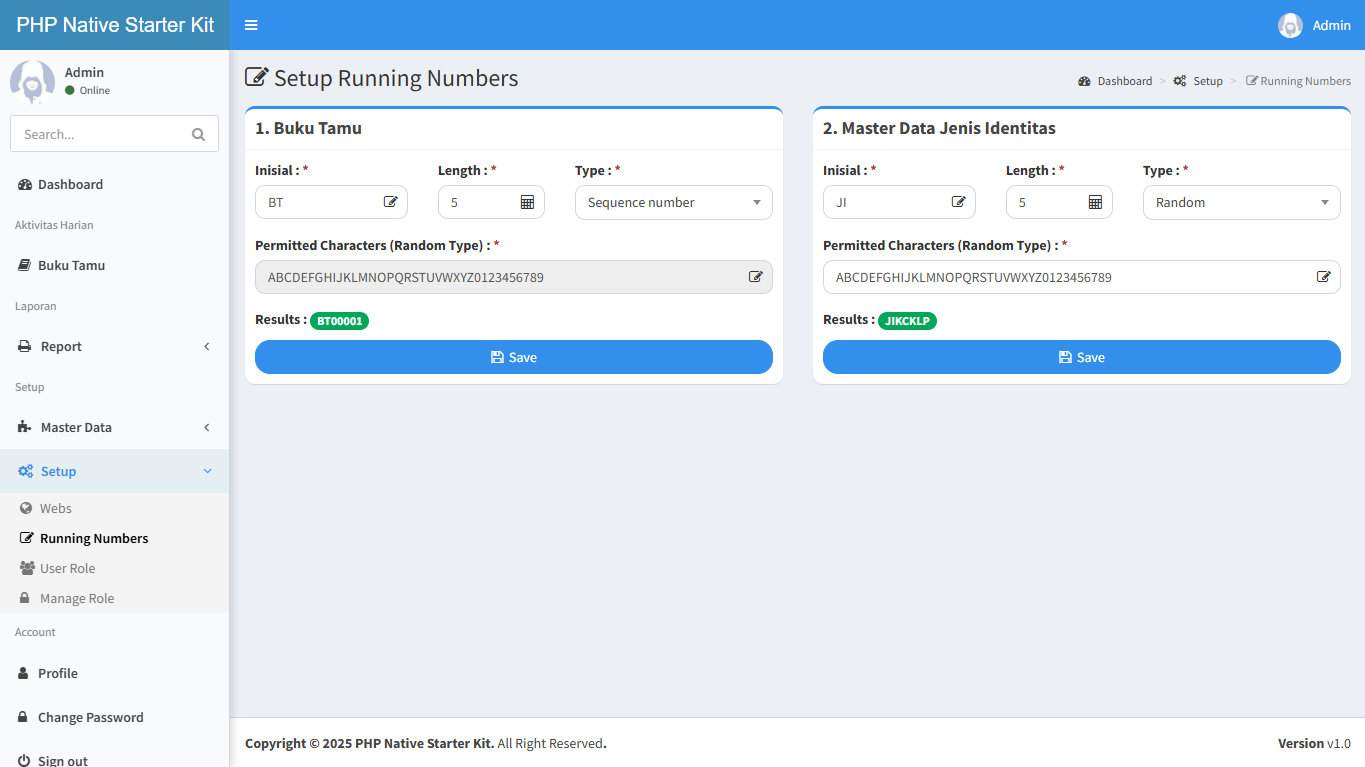 PHP Native Starter Kit
Admin
Admin
Online
Search...
Dashboard
Aktivitas Harian
Buku Tamu
Laporan
Report
Setup
Master Data
Setup
Webs
Running Numbers
User Role
Manage Role
Account
Profile
Change Password
Sign out
Setup Running Numbers
Dashboard > Setup > Running Numbers
1. Buku Tamu
Inisial : * Length : * Type : *
BT 5 Sequence number
Permitted Characters (Random Type) : *
ABCDEFGHIJKLMNOPQRSTUVWXYZ0123456789
Results : BT00001
Save
2. Master Data Jenis Identitas
Inisial : * Length : * Type : *
JI 5 Random
Permitted Characters (Random Type) : *
ABCDEFGHIJKLMNOPQRSTUVWXYZ0123456789
Results : JIKCKLP
Save
Copyright © 2025 PHP Native Starter Kit. All Right Reserved.
Version v1.0